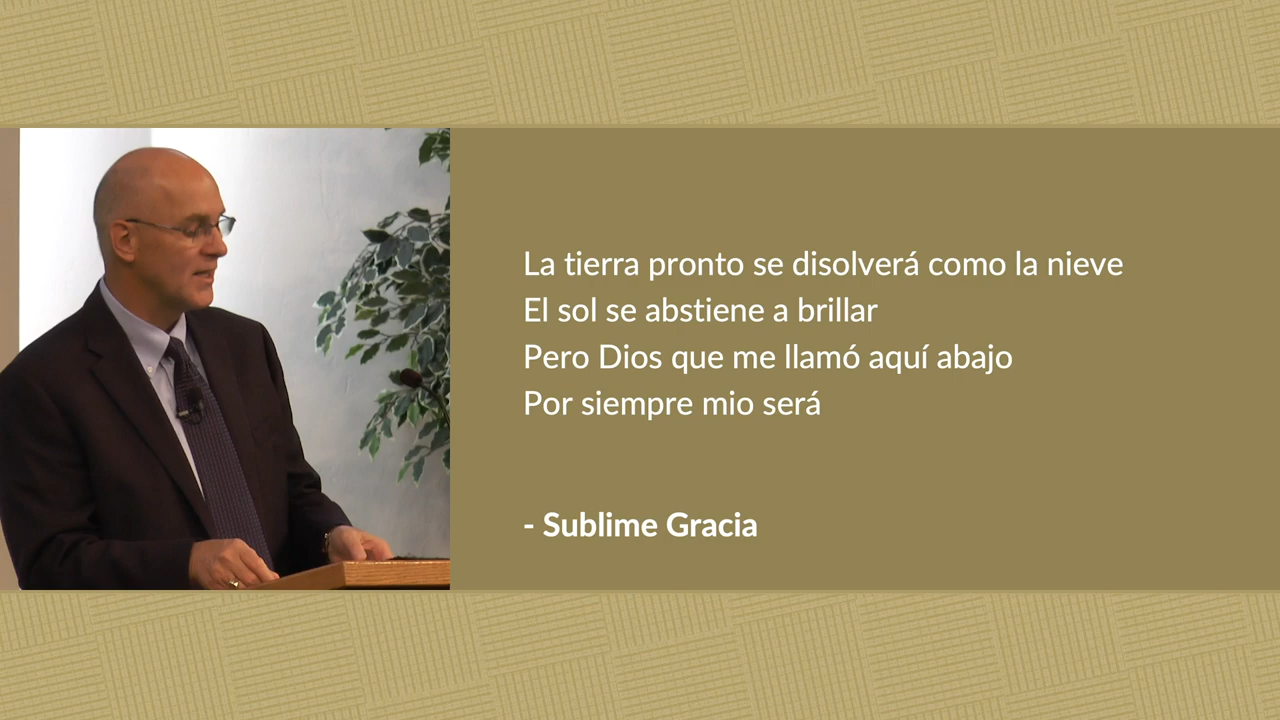 La tierra pronto se disolverá como la nieve
El sol se abstiene a brillar
Pero Dios que me llamó aquí abajo
Por siempre mio será
- Sublime Gracia